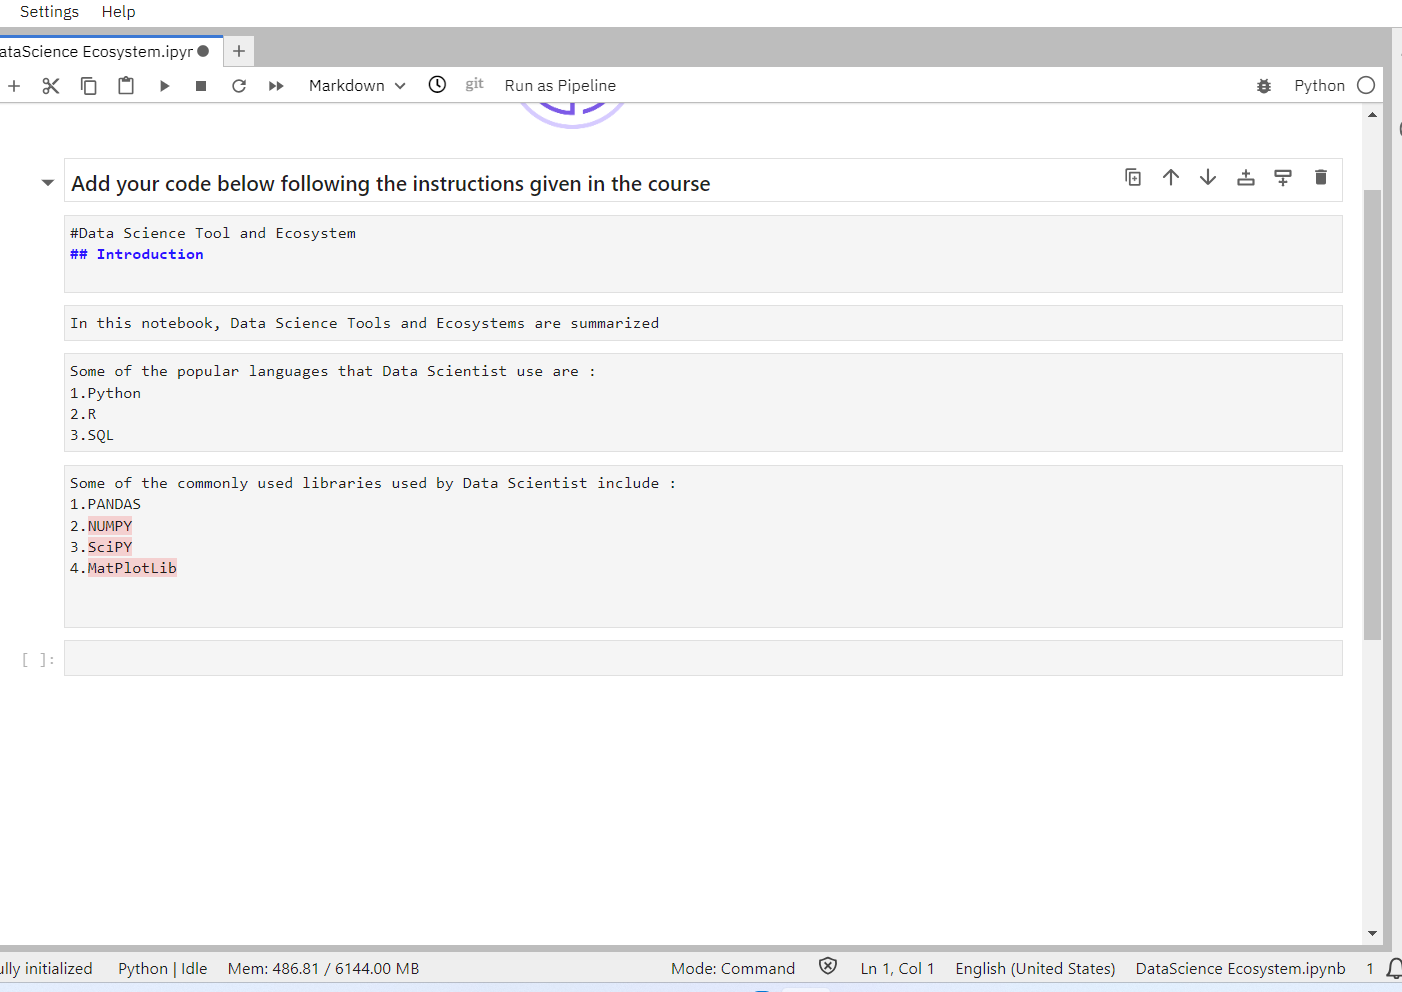 Settings Help
ataScience Ecosystem.ipyr
git Run as Pipeline Markdown Python
Add your code below following the instructions given in the course
#Data Science Tool and Ecosystem
## Introduction
In this notebook, Data Science Tools and Ecosystems are summarized
Some of the popular languages that Data Scientist use are :
1.Python
2.R
3.SQL
Some of the commonly used libraries used by Data Scientist include :
1.PANDAS
2.NUMPY
3.SciPY
4.MatPlotLib
[ ]:
ully initialized Python | Idle Mem: 486.81 / 6144.00 MB Mode: Command Ln 1, Col 1 English (United States) DataScience Ecosystem.ipynb 1